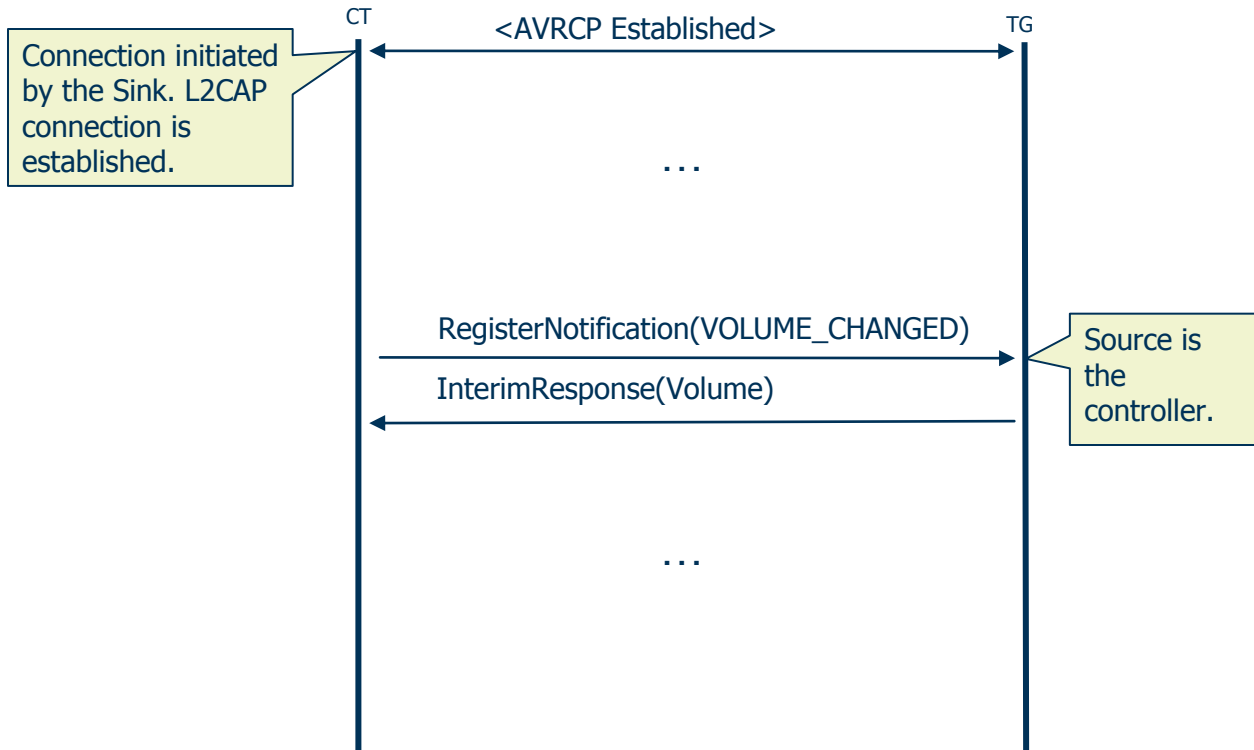 CT
<AVRCP Established>
TG
Connection initiated
by the Sink. L2CAP
connection is
established.
...
RegisterNotification(VOLUME_CHANGED)
Source is
the
controller.
InterimResponse(Volume)
...